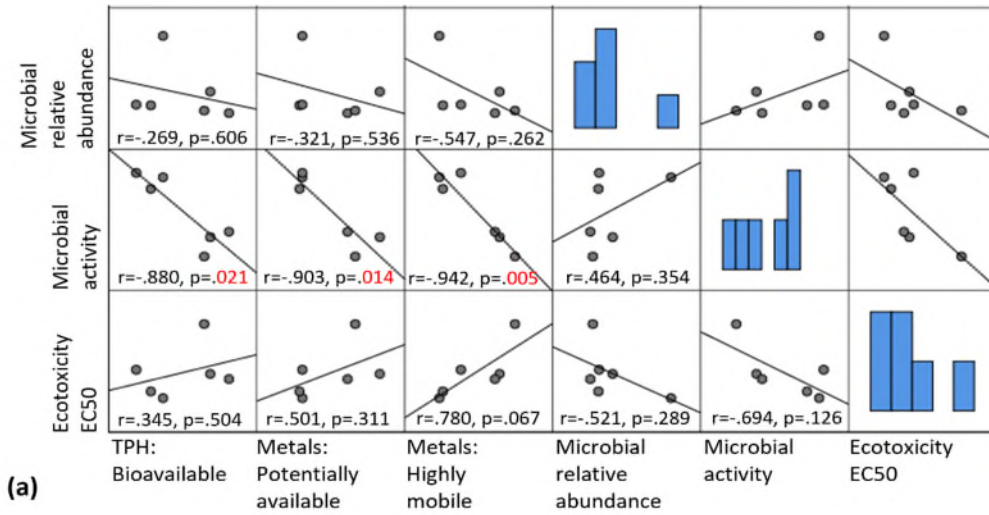 Microbial
relative
abundance
r=-.269, p=.606
r=-.321, p=.536
r=-.547, p=.262
Microbial
activity
r=-.880, p=.021
r=-.903, p=.014
r=-.942, p=.005
r=.464, p=.354
Ecotoxicity
EC50
r=.345, p=.504
r=.501, p=.311
r=.780, p=.067
r=-.521, p=.289
r=-.694, p=.126
(a)
TPH:
Bioavailable
Metals:
Potentially
available
Metals:
Highly
mobile
Microbial
relative
abundance
Microbial
activity
Ecotoxicity
EC50